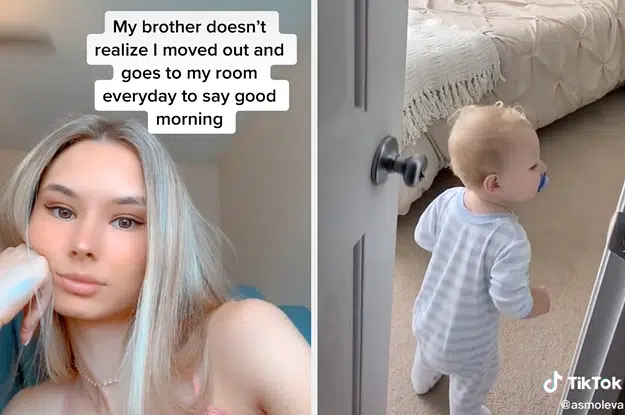 My brother doesn't
realize I moved out and
goes to my room
everyday to say good
morning
TikTok
@asmoleva